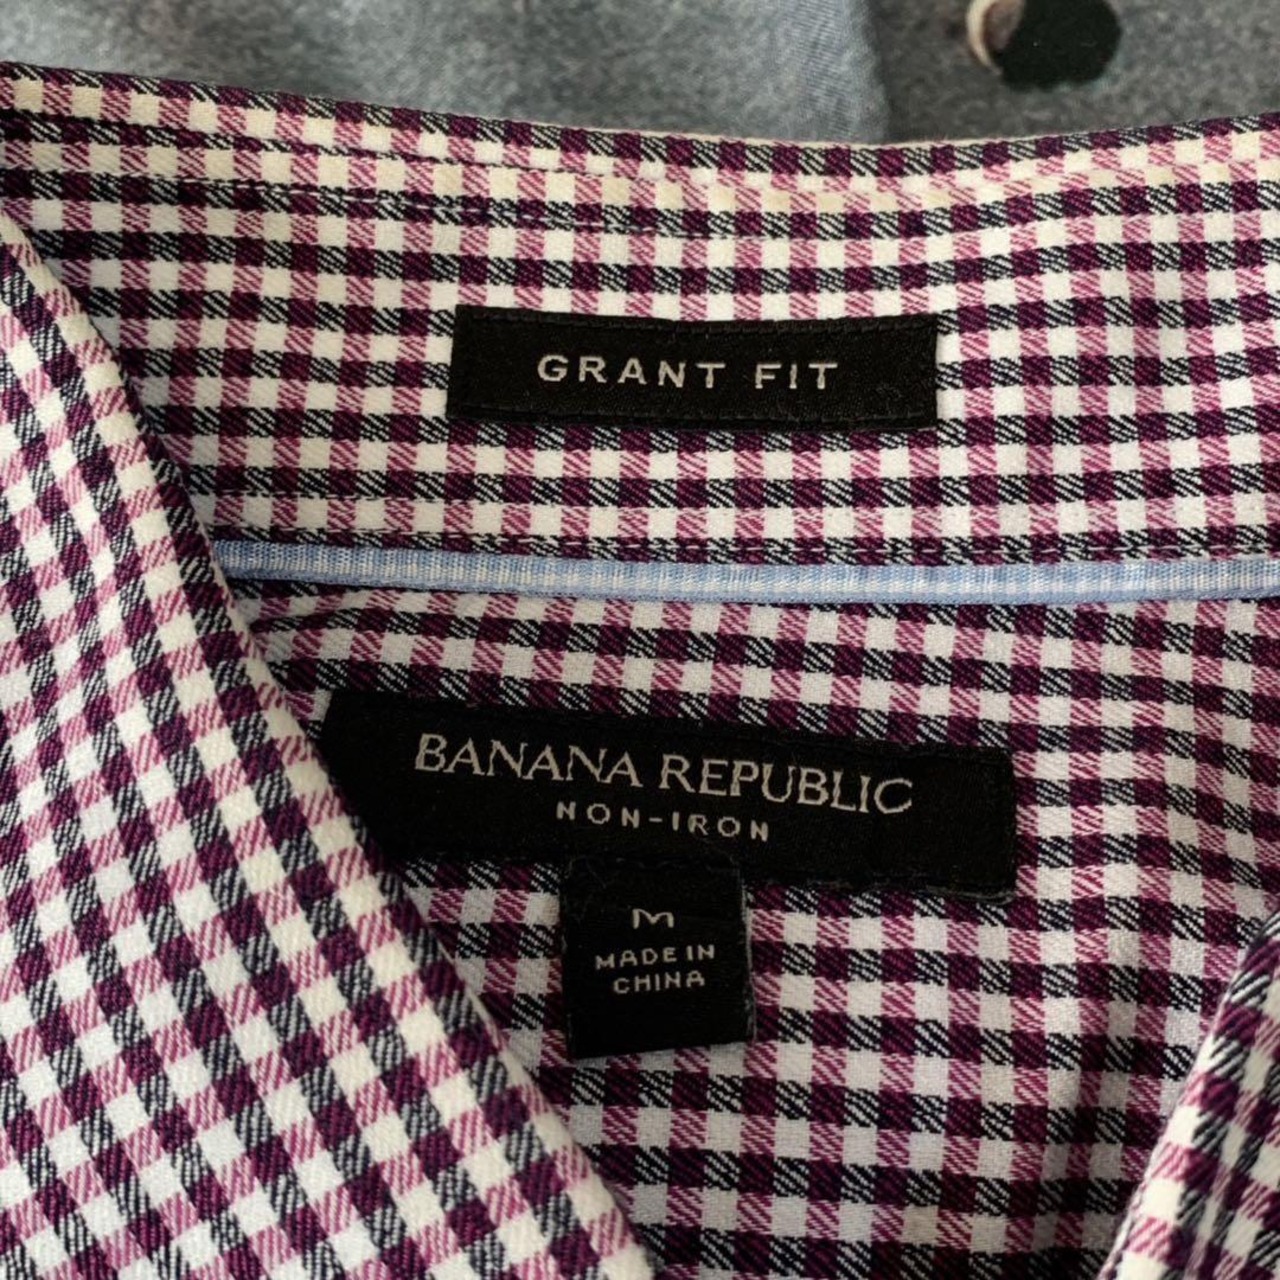 GRANT FIT
BANANA REPUBLIC
NON-IRON
M
MADE IN
CHINA